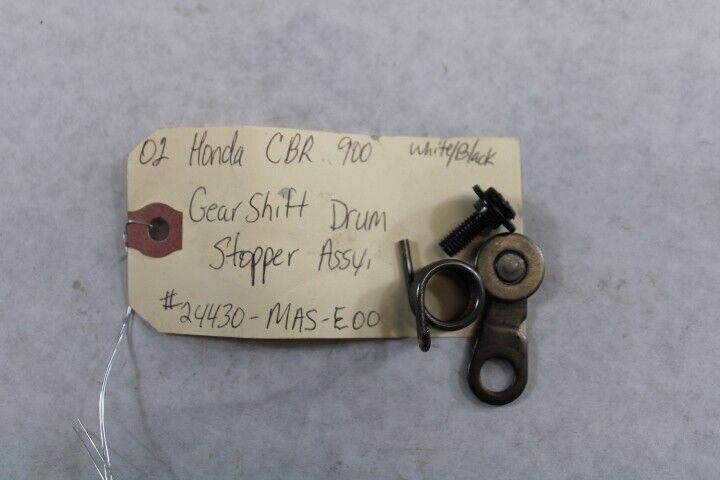 02 Honda CBR 900 White/Black
Gear Shift Drum
Stopper Assy.
#24430-MAS-E00